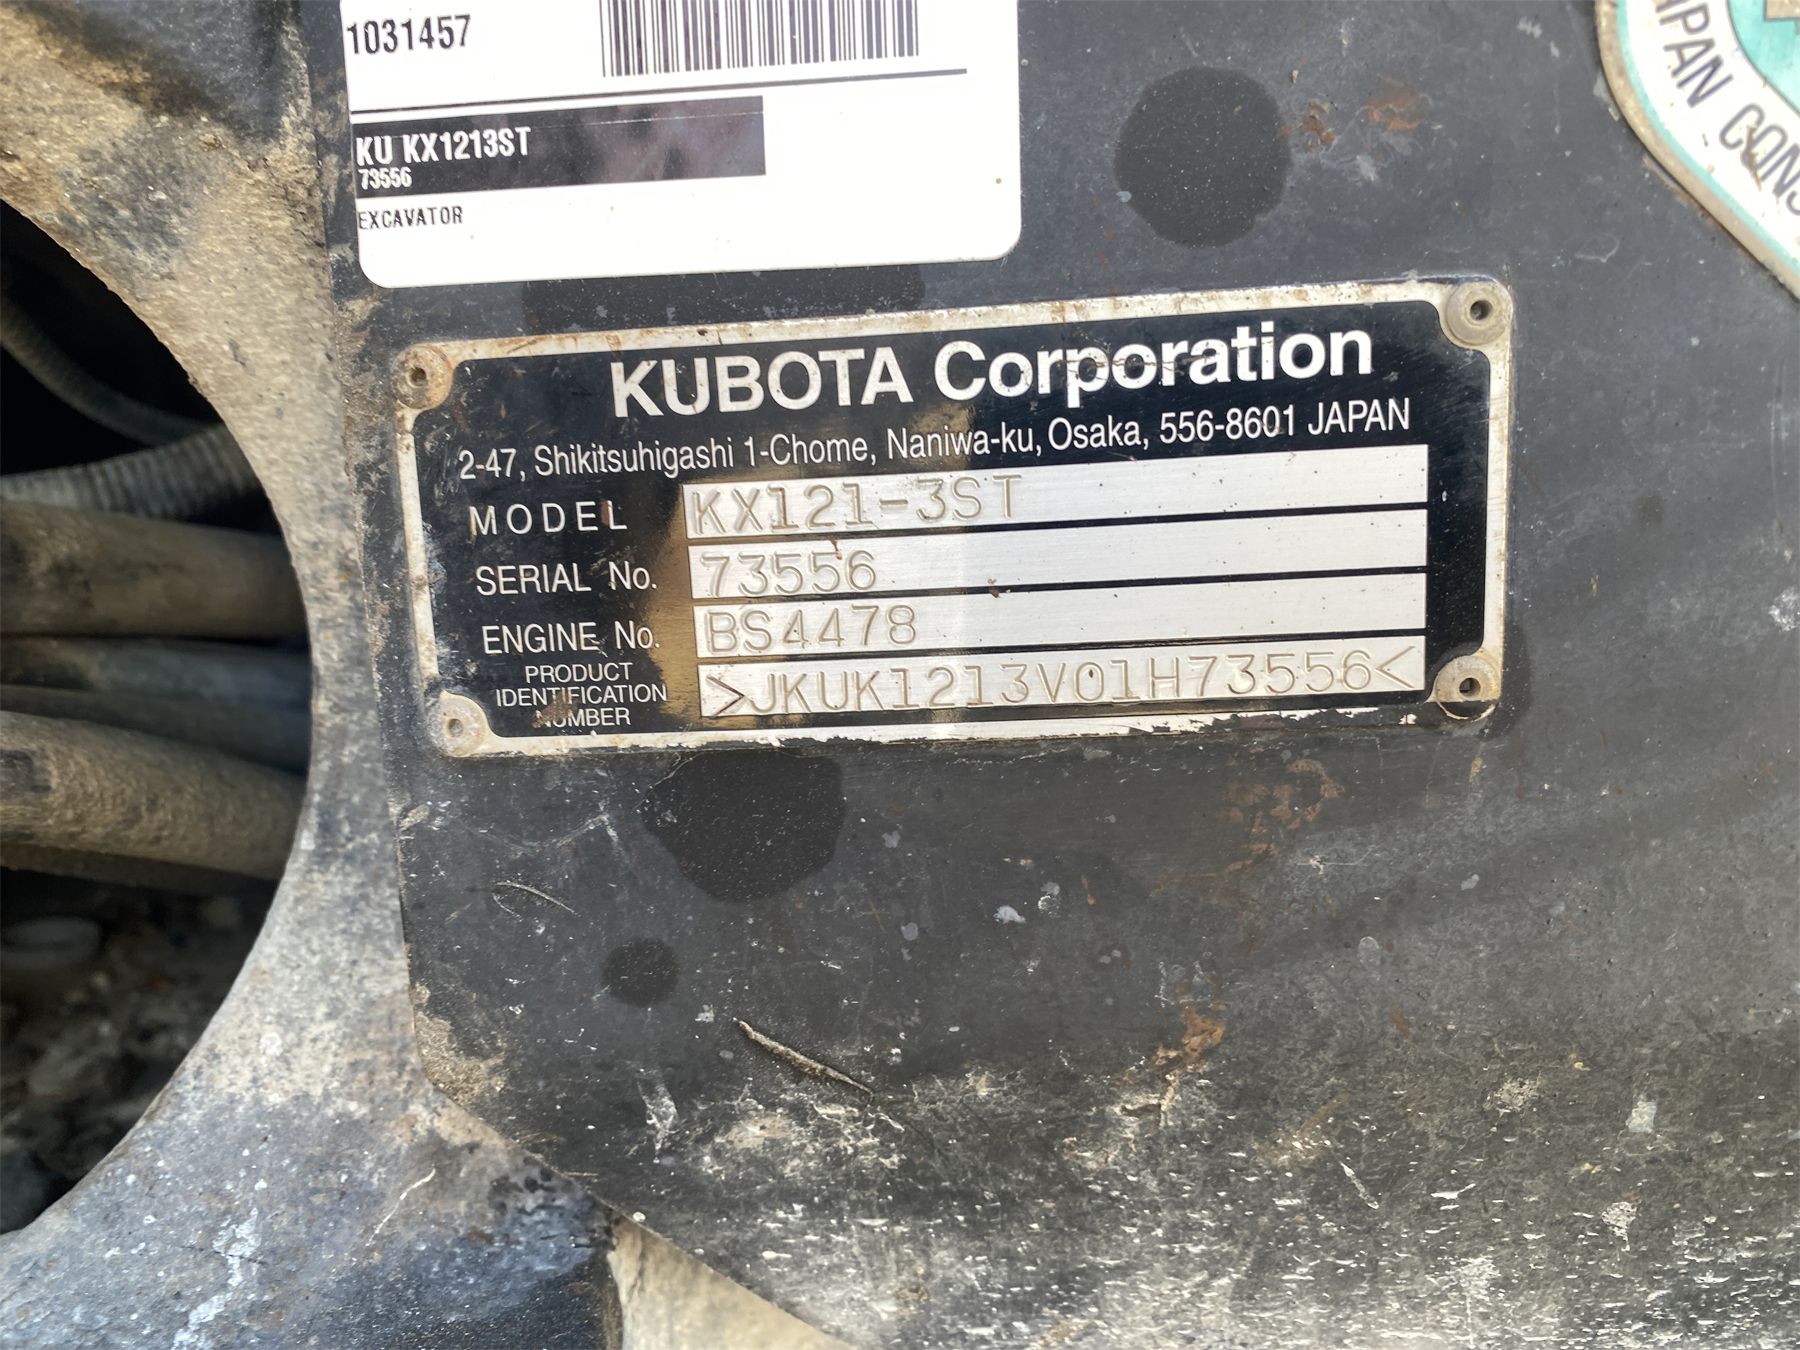 1031457
KU KX1213ST
73556
EXCAVATOR
JAPAN
KUBOTA Corporation
2-47, Shikitsuhigashi 1-Chome, Naniwa-ku, Osaka, 556-8601 JAPAN
MODEL KX121-3ST
SERIAL No. 73556
ENGINE No. BS4478
PRODUCT
IDENTIFICATION
NUMBER
>JKUK1213V01H73556<